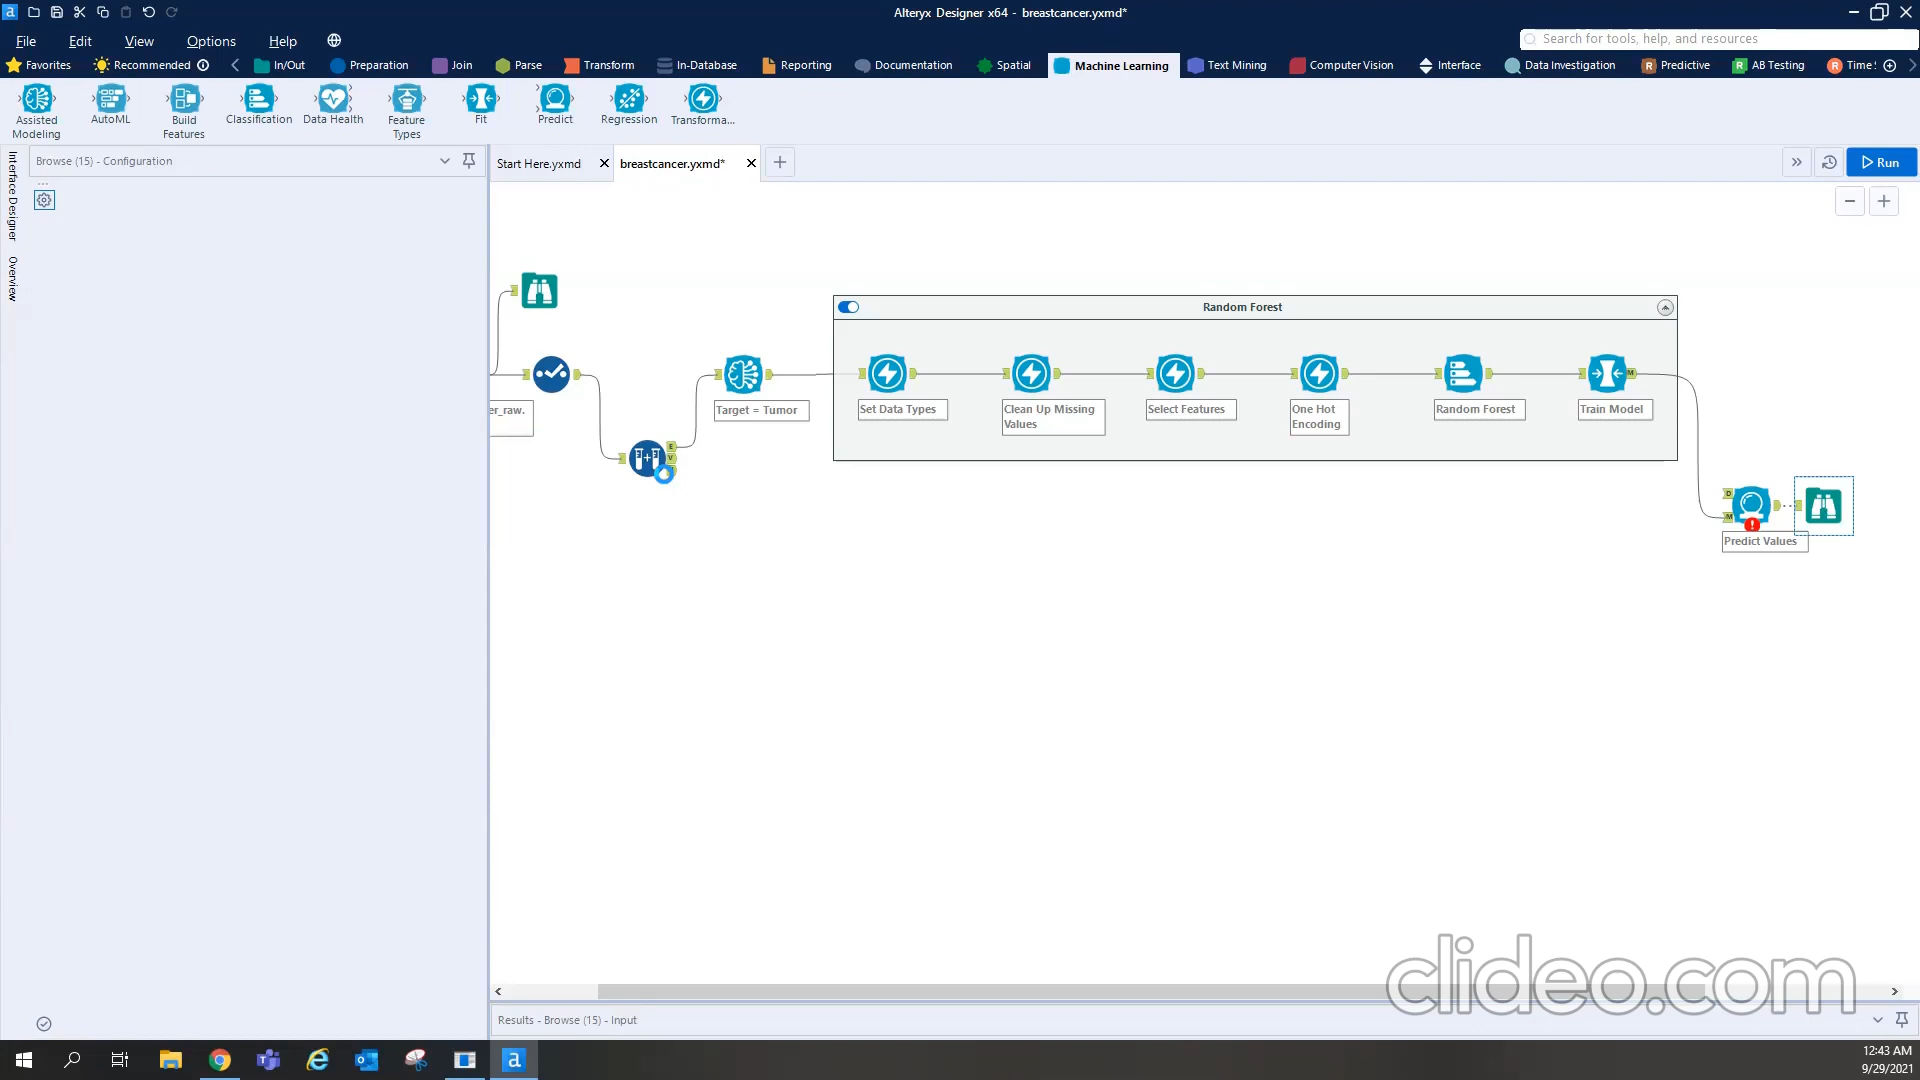 Alteryx Designer x64 - breastcancer.yxmd*
File Edit View Options Help
Search for tools, help, and resources
Favorites Recommended In/Out Preparation Join Parse Transform In-Database Reporting Documentation Spatial Machine Learning Text Mining Computer Vision Interface Data Investigation Predictive AB Testing Time
Assisted Modeling
AutoML
Build Features
Classification
Data Health
Feature Types
Fit
Predict
Regression
Transforma...
Interface Designer
Overview
Browse (15) - Configuration
Start Here.yxmd
breastcancer.yxmd*
Run
Random Forest
er_raw.
Target = Tumor
Set Data Types
Clean Up Missing
Values
Select Features
One Hot
Encoding
Random Forest
Train Model
M
E
V
D
M
Predict Values
clideo.com
Results - Browse (15) - Input
12:43 AM
9/29/2021